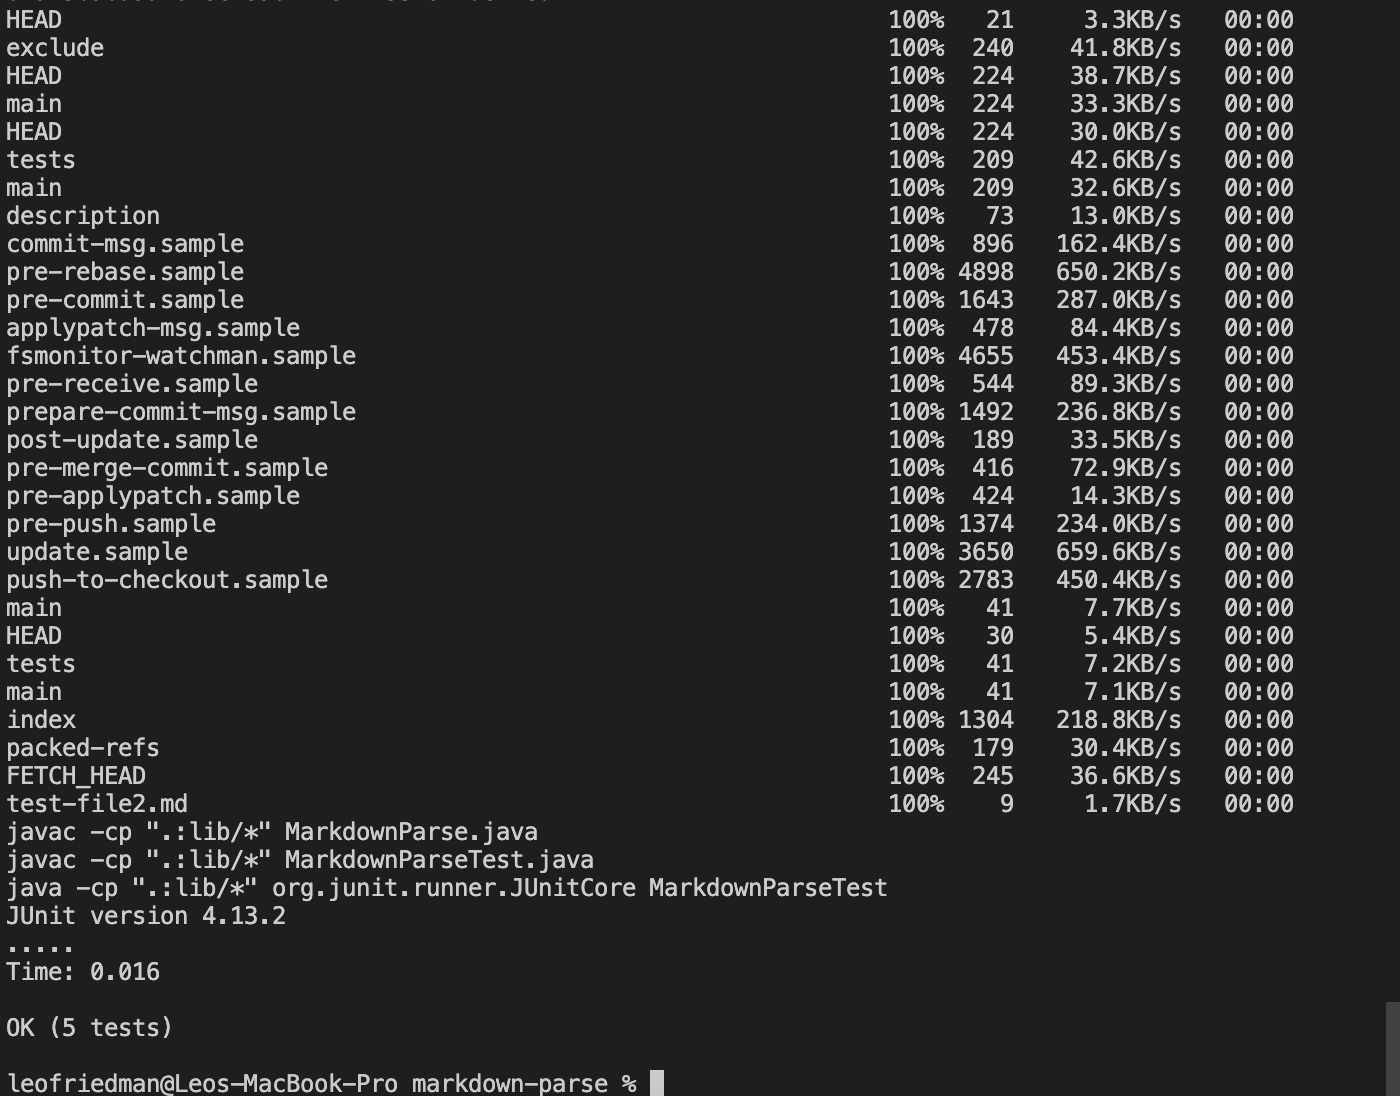 HEAD 100% 21 3.3KB/s 00:00
exclude 100% 240 41.8KB/s 00:00
HEAD 100% 224 38.7KB/s 00:00
main 100% 224 33.3KB/s 00:00
HEAD 100% 224 30.0KB/s 00:00
tests 100% 209 42.6KB/s 00:00
main 100% 209 32.6KB/s 00:00
description 100% 73 13.0KB/s 00:00
commit-msg.sample 100% 896 162.4KB/s 00:00
pre-rebase.sample 100% 4898 650.2KB/s 00:00
pre-commit.sample 100% 1643 287.0KB/s 00:00
applypatch-msg.sample 100% 478 84.4KB/s 00:00
fsmonitor-watchman.sample 100% 4655 453.4KB/s 00:00
pre-receive.sample 100% 544 89.3KB/s 00:00
prepare-commit-msg.sample 100% 1492 236.8KB/s 00:00
post-update.sample 100% 189 33.5KB/s 00:00
pre-merge-commit.sample 100% 416 72.9KB/s 00:00
pre-applypatch.sample 100% 424 14.3KB/s 00:00
pre-push.sample 100% 1374 234.0KB/s 00:00
update.sample 100% 3650 659.6KB/s 00:00
push-to-checkout.sample 100% 2783 450.4KB/s 00:00
main 100% 41 7.7KB/s 00:00
HEAD 100% 30 5.4KB/s 00:00
tests 100% 41 7.2KB/s 00:00
main 100% 41 7.1KB/s 00:00
index 100% 1304 218.8KB/s 00:00
packed-refs 100% 179 30.4KB/s 00:00
FETCH_HEAD 100% 245 36.6KB/s 00:00
test-file2.md 100% 9 1.7KB/s 00:00
javac -cp ".:lib/*" MarkdownParse.java
javac -cp ".:lib/*" MarkdownParseTest.java
java -cp ".:lib/*" org.junit.runner.JUnitCore MarkdownParseTest
JUnit version 4.13.2
.....
Time: 0.016
OK (5 tests)
leofriedman@Leos-MacBook-Pro markdown-parse %